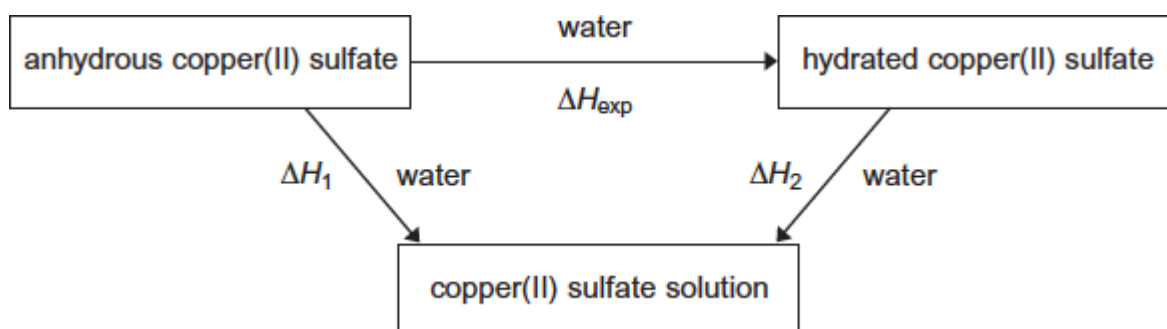 water
anhydrous copper(II) sulfate
hydrated copper(II) sulfate
ΔHexp
ΔH1
water
ΔH2
water
copper(II) sulfate solution